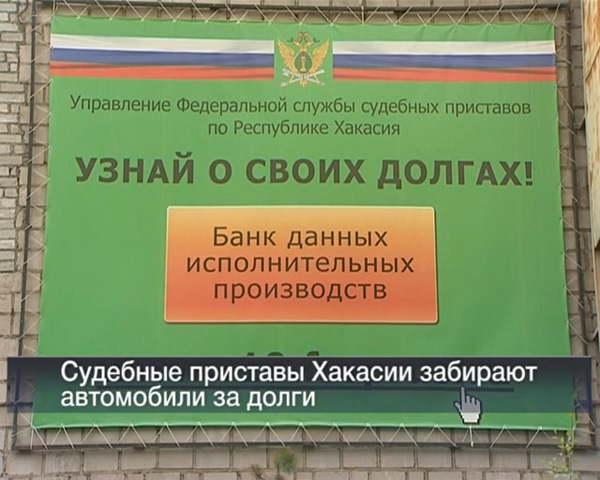 Управление Федеральной службы судебных приставов
по Республике Хакасия
УЗНАЙ О СВОИХ ДОЛГАХ!
Банк данных
исполнительных
производств
Судебные приставы Хакасии забирают
автомобили за долги